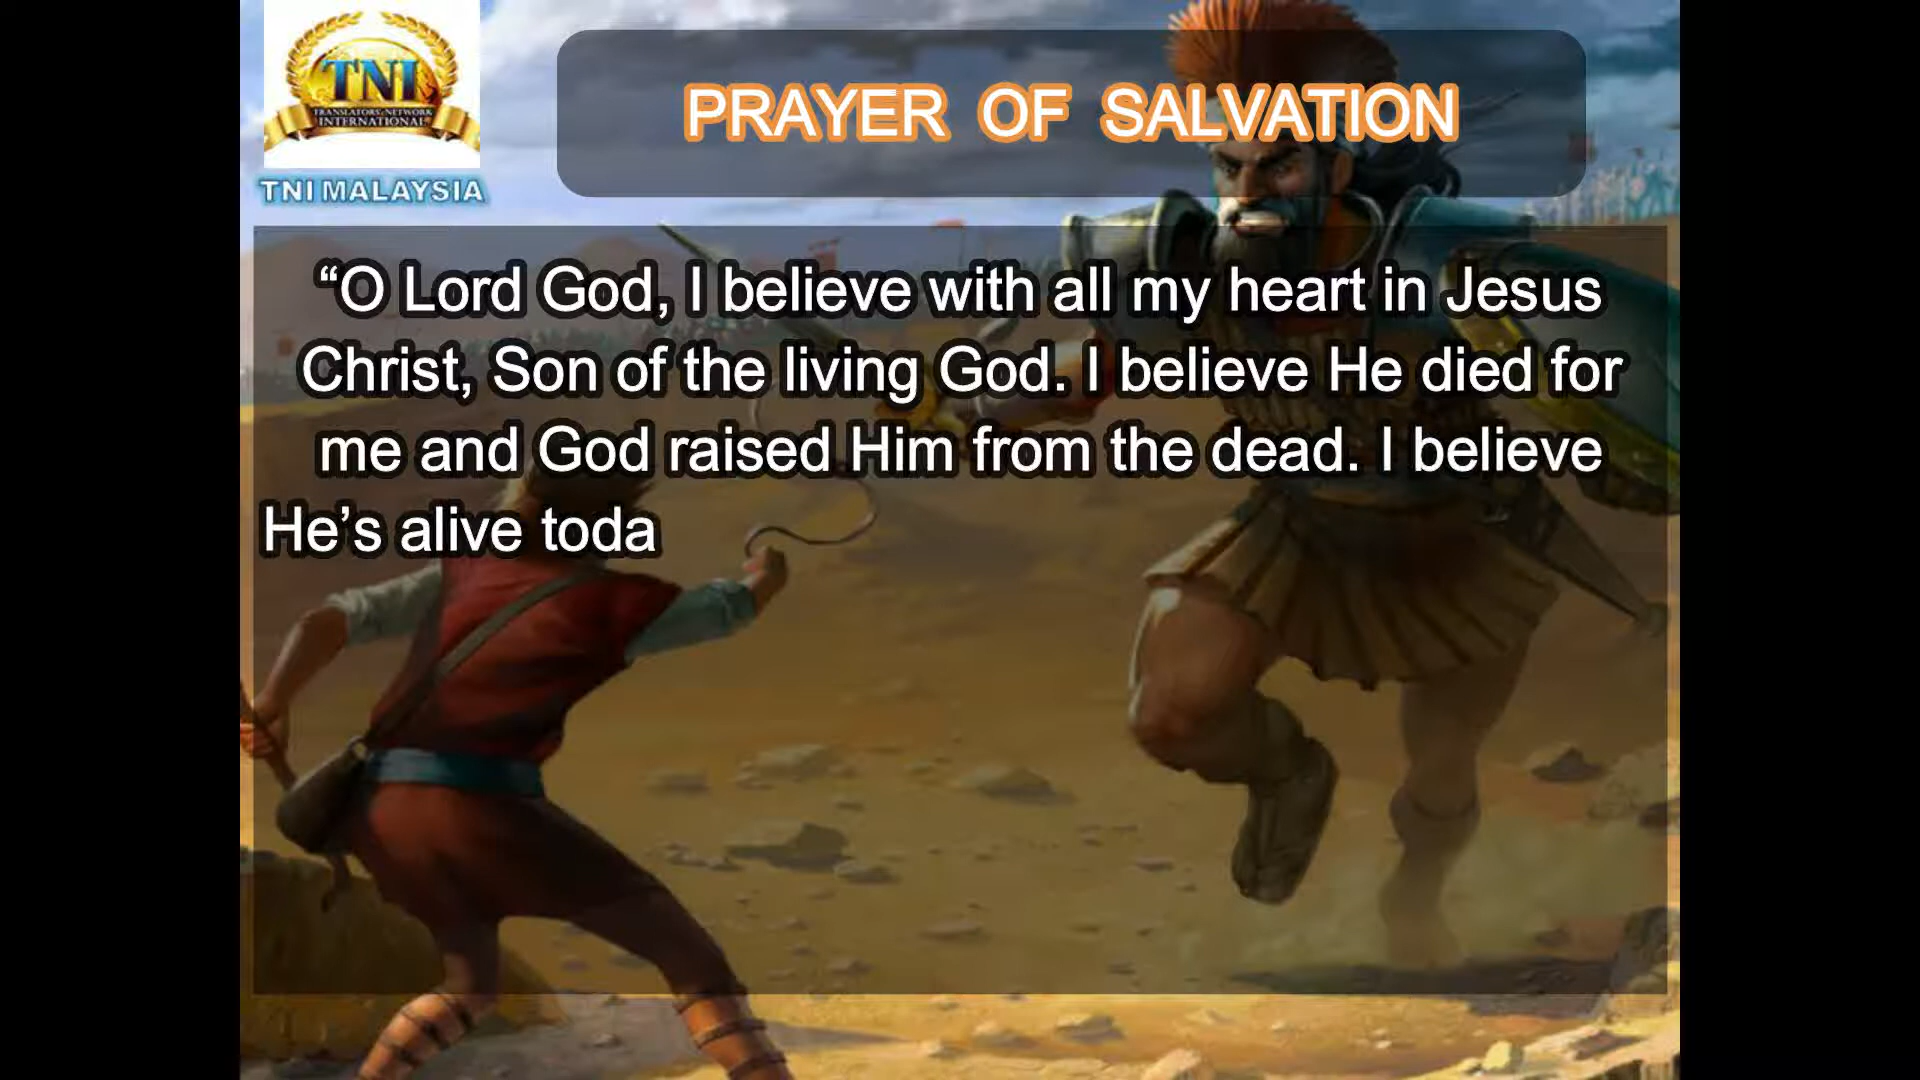 TNI
TRANSLATORS NETWORK
INTERNATIONAL
TNI MALAYSIA
PRAYER OF SALVATION
“O Lord God, I believe with all my heart in Jesus
Christ, Son of the living God. I believe He died for
me and God raised Him from the dead. I believe
He’s alive toda